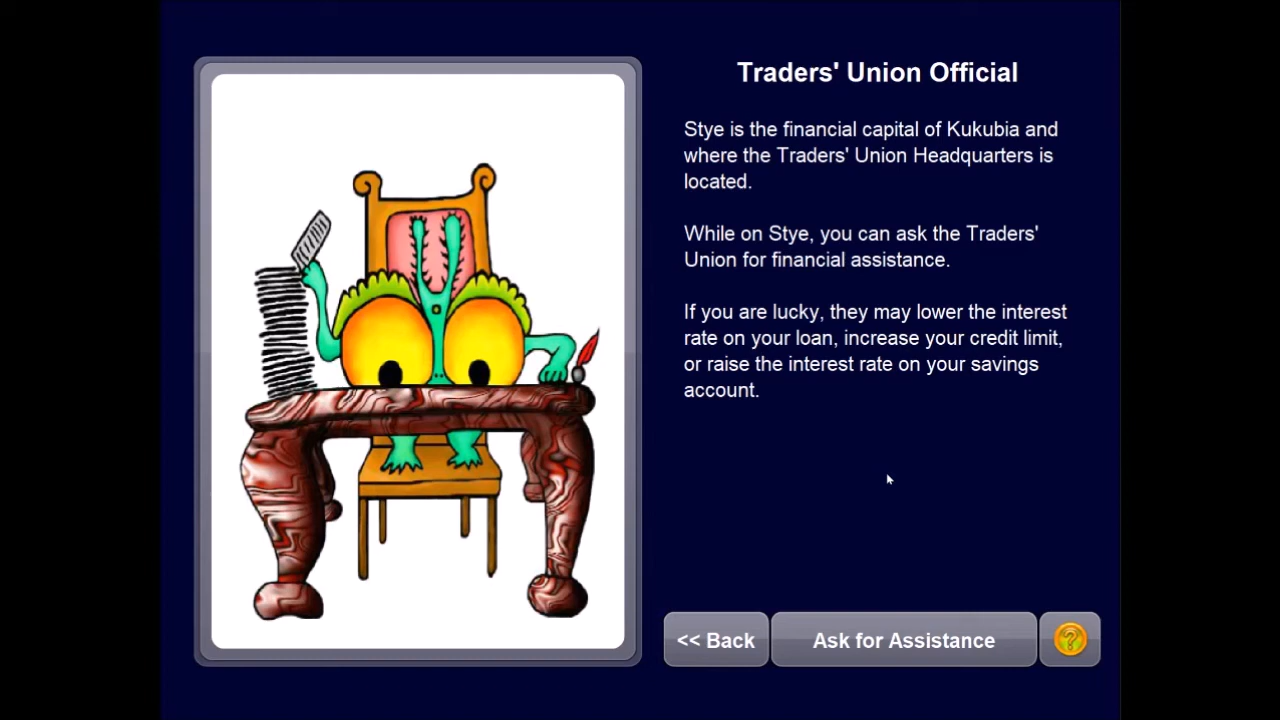 Traders' Union Official
Stye is the financial capital of Kukubia and
where the Traders' Union Headquarters is
located.
While on Stye, you can ask the Traders'
Union for financial assistance.
If you are lucky, they may lower the interest
rate on your loan, increase your credit limit,
or raise the interest rate on your savings
account.
<< Back
Ask for Assistance
?